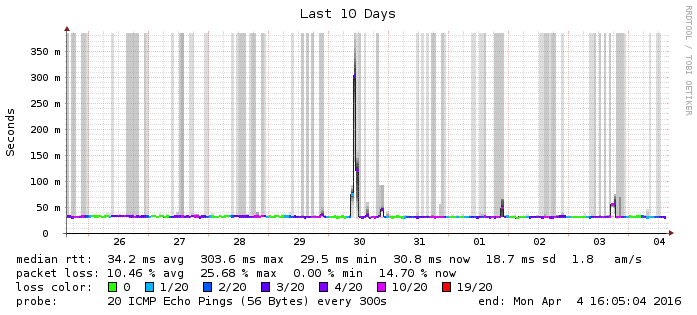 Last 10 Days
RRDTOOL / TOBI OETIKER
Seconds
350 m
300 m
250 m
200 m
150 m
100 m
50 m
0
26 27 28 29 30 31 01 02 03 04
median rtt: 34.2 ms avg 303.6 ms max 29.5 ms min 30.8 ms now 18.7 ms sd 1.8 am/s
packet loss: 10.46 % avg 25.68 % max 0.00 % min 14.70 % now
loss color: 0 1/20 2/20 3/20 4/20 10/20 19/20
probe: 20 ICMP Echo Pings (56 Bytes) every 300s end: Mon Apr 4 16:05:04 2016